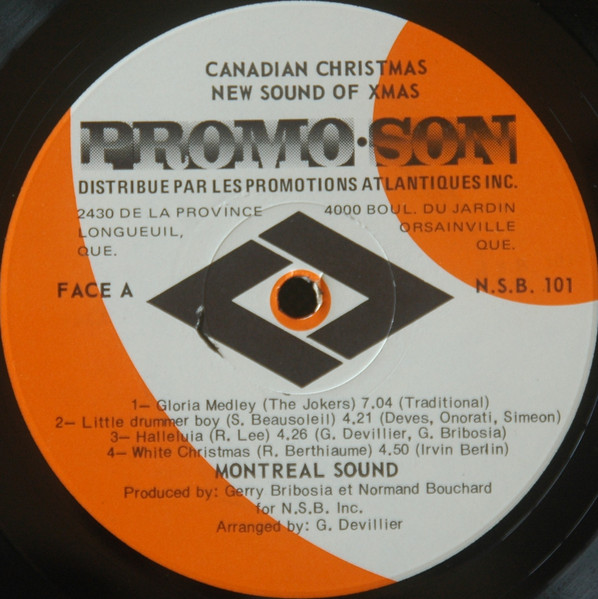 CANADIAN CHRISTMAS
NEW SOUND OF XMAS
PROMO•SON
DISTRIBUE PAR LES PROMOTIONS ATLANTIQUES INC.
2430 DE LA PROVINCE
LONGUEUIL,
QUE.
4000 BOUL. DU JARDIN
ORSAINVILLE
QUE.
FACE A
N.S.B. 101
1— Gloria Medley (The Jokers) 7,04 (Traditional)
2— Little drummer boy (S. Beausoleil) 4,21 (Deves, Onorati, Simeon)
3— Halleluia (R. Lee) 4,26 (G. Devillier, G. Bribosia)
4— White Christmas (R. Berthiaume) 4,50 (Irvin Berlin)
MONTREAL SOUND
Produced by: Gerry Bribosia et Normand Bouchard
for N.S.B. Inc.
Arranged by: G. Devillier